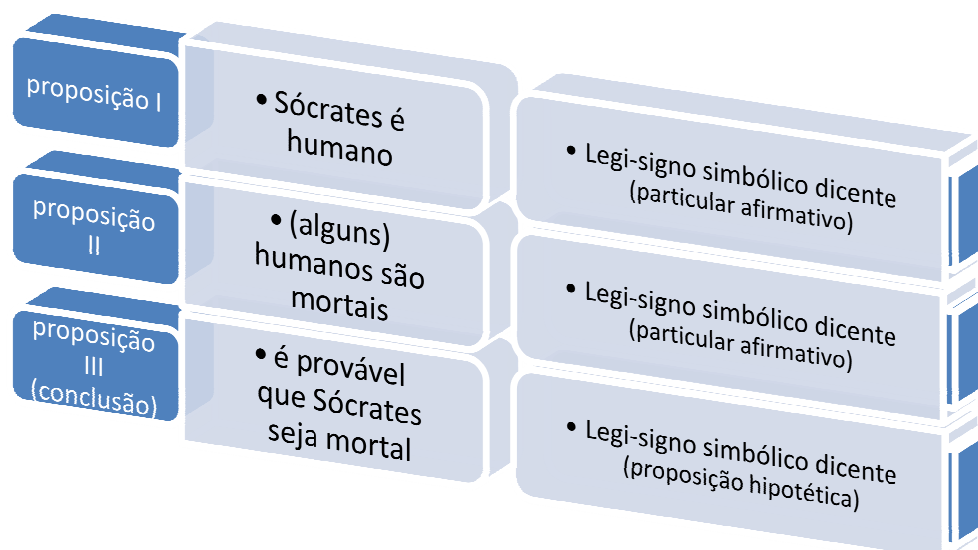 proposição I
• Sócrates é
humano
• Legi-signo simbólico dicente
(particular afirmativo)
proposição
II
• (alguns)
humanos são
mortais
• Legi-signo simbólico dicente
(particular afirmativo)
proposição
III
(conclusão)
• é provável
que Sócrates
seja mortal
• Legi-signo simbólico dicente
(proposição hipotética)